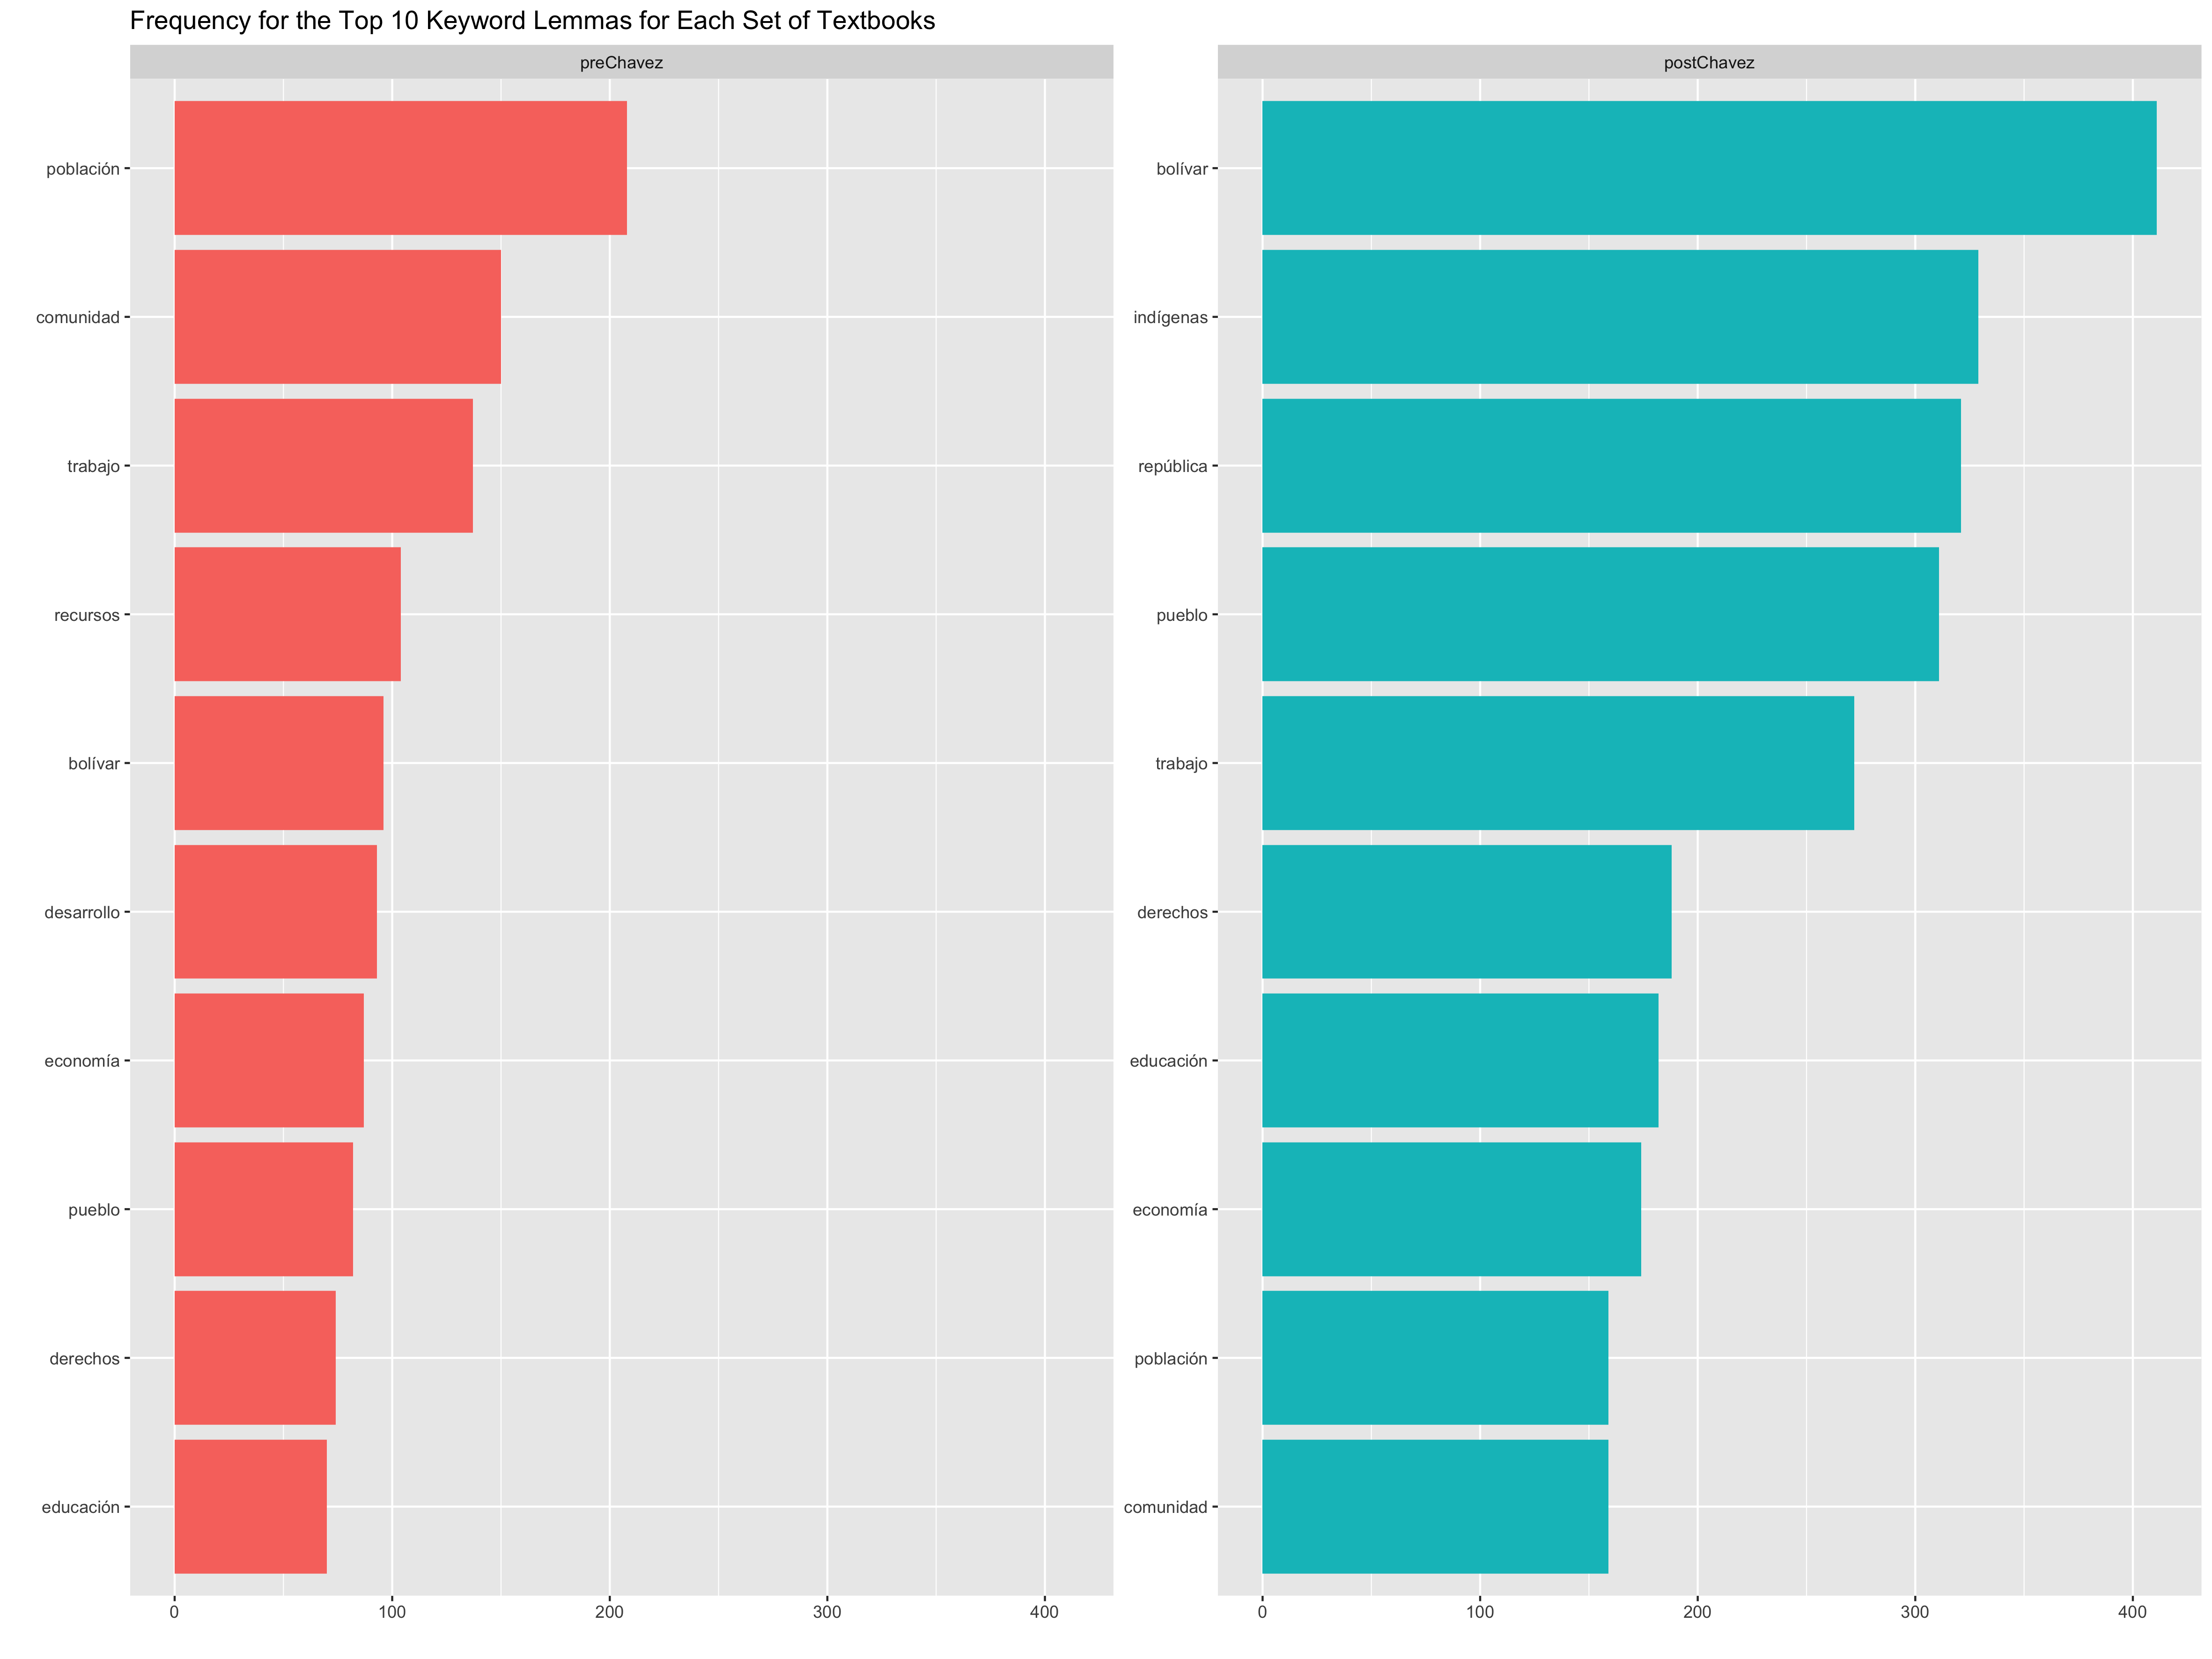 Frequency for the Top 10 Keyword Lemmas for Each Set of Textbooks
preChavez
población
comunidad
trabajo
recursos
bolívar
desarrollo
economía
pueblo
derechos
educación
0 100 200 300 400
postChavez
bolívar
indígenas
república
pueblo
trabajo
derechos
educación
economía
población
comunidad
0 100 200 300 400